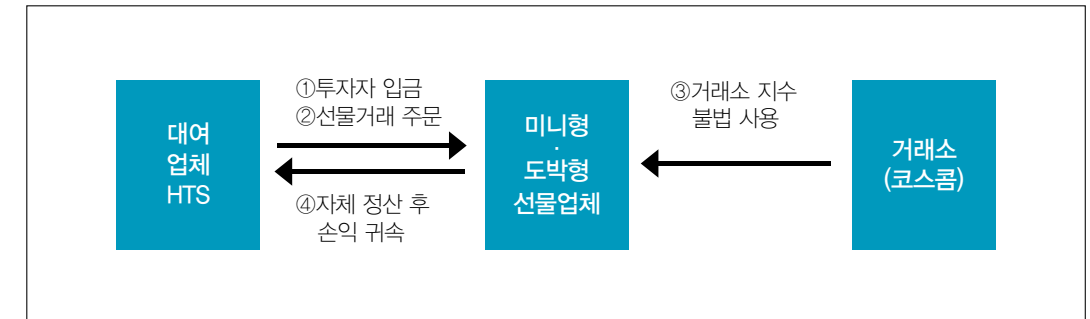 대여
업체
HTS
①투자자 입금
②선물거래 주문
④자체 정산 후
손익 귀속
미니형
·
도박형
선물업체
③거래소 지수
불법 사용
거래소
(코스콤)